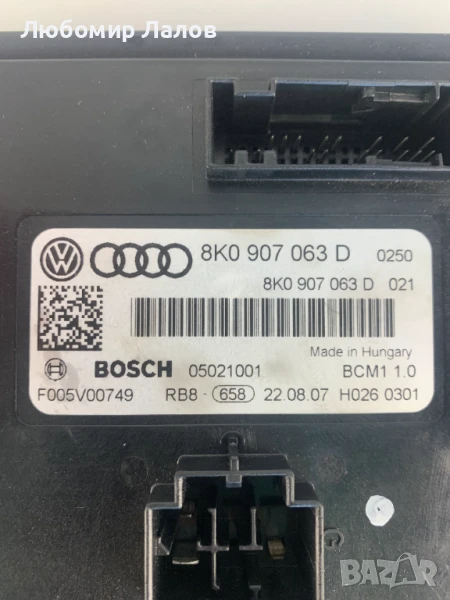 Любомир Лалов
8K0 907 063 D 0250
8K0 907 063 D 021
Made in Hungary
BOSCH 05021001 BCM1 1.0
F005V00749 RB8 - 658 22.08.07 H026 0301
G
BAZAR